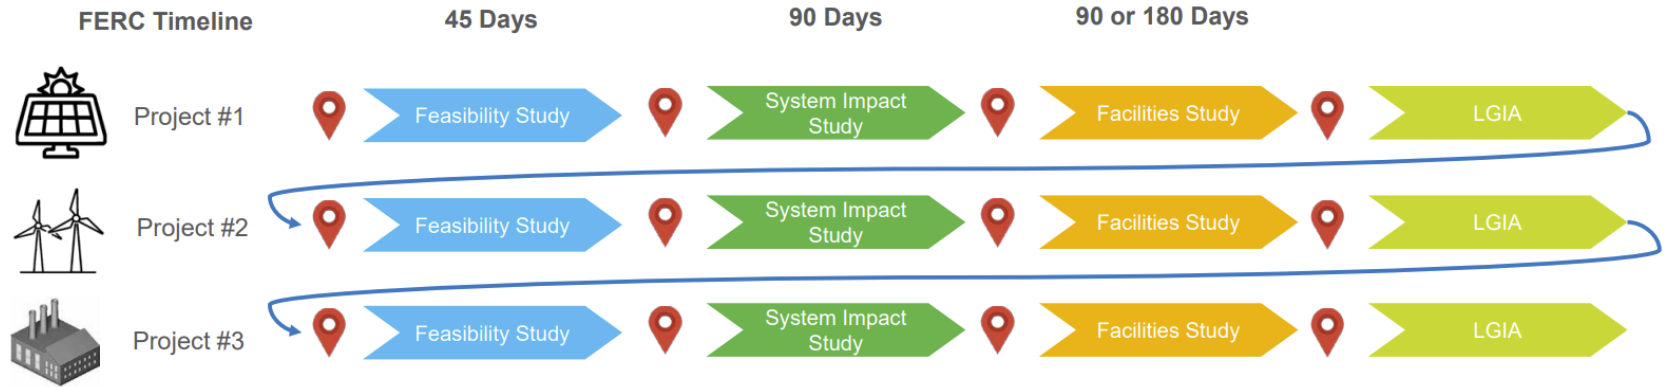 FERC Timeline
45 Days
90 Days
90 or 180 Days
Project #1
Feasibility Study
System Impact
Study
Facilities Study
LGIA
Project #2
Feasibility Study
System Impact
Study
Facilities Study
LGIA
Project #3
Feasibility Study
System Impact
Study
Facilities Study
LGIA